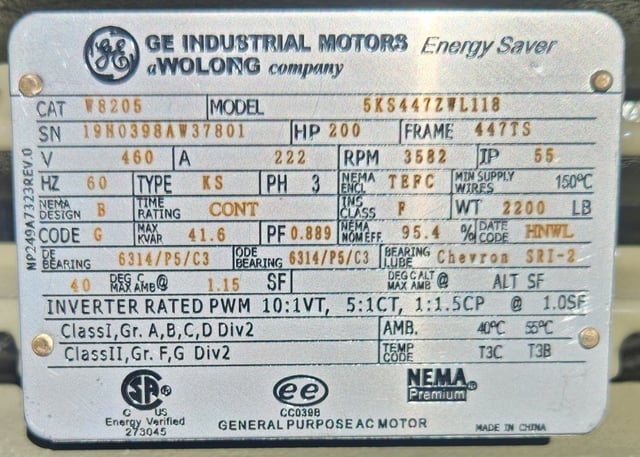 GE GE INDUSTRIAL MOTORS Energy Saver
a WOLONG company
CAT W8205 MODEL 5KS447ZWL118
SN 19H0398AW37801 HP 200 FRAME 447TS
V 460 A 222 RPM 3582 IP 55
HZ 60 TYPE KS PH 3 NEMA ENCL TEFC MIN SUPPLY WIRES 150°C
NEMA DESIGN B TIME RATING CONT INS CLASS F WT 2200 LB
CODE G MAX KVAR 41.6 PF 0.889 NEMA NOM EFF 95.4 % DATE CODE HNWL
DE BEARING 6314/P5/C3 ODE BEARING 6314/P5/C3 BEARING LUBE Chevron SRI-2
40 DEG C MAX AMB @ 1.15 SF DEG C ALT MAX AMB @ ALT SF
INVERTER RATED PWM 10:1VT, 5:1CT, 1:1.5CP @ 1.0SF
ClassI,Gr. A,B,C,D Div2 AMB. 40°C 55°C
ClassII,Gr. F,G Div2 TEMP CODE T3C T3B
SA ee NEMA Premium®
C US CC039B
Energy Verified GENERAL PURPOSE AC MOTOR MADE IN CHINA
273045
MP249A7323REV.0